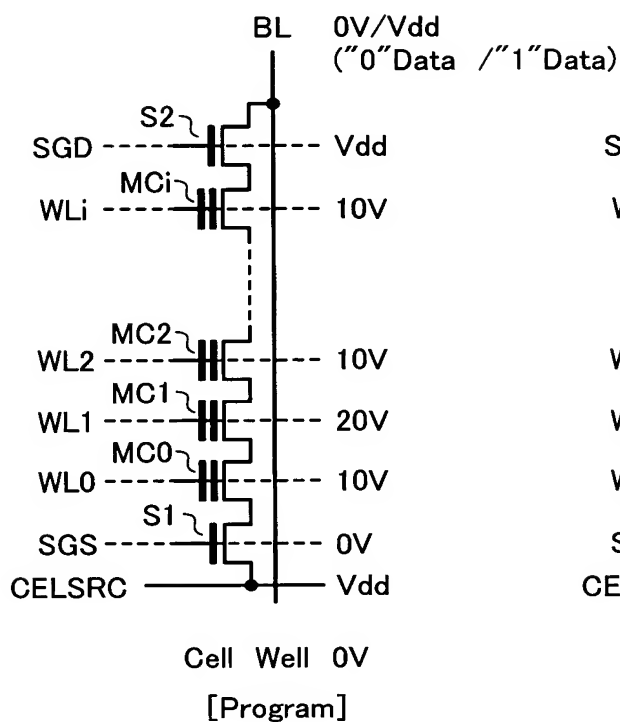 BL 0V/Vdd
("0"Data /"1"Data)
S2
SGD Vdd S
MCi
WLi 10V W
MC2
WL2 10V W
MC1
WL1 20V W
MC0
WL0 10V W
S1
SGS 0V S
CELSRC Vdd CE
Cell Well 0V
[Program]